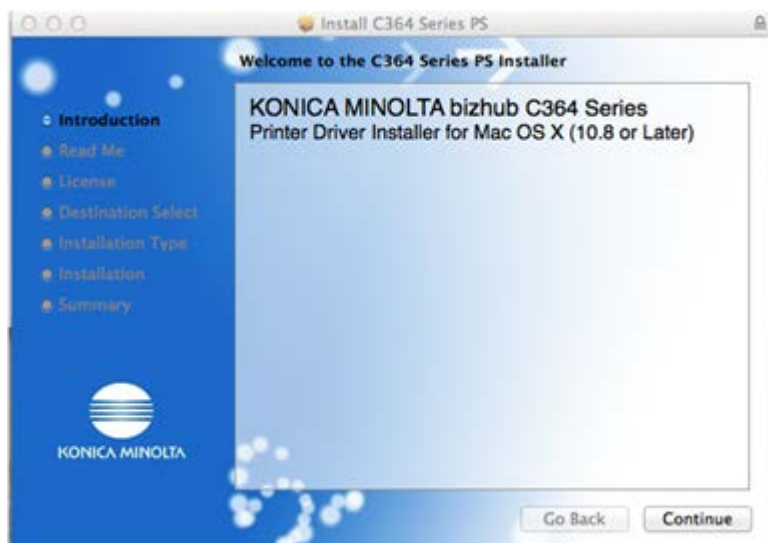 Install C364 Series PS
Welcome to the C364 Series PS Installer
Introduction
Read Me
License
Destination Select
Installation Type
Installation
Summary
KONICA MINOLTA bizhub C364 Series
Printer Driver Installer for Mac OS X (10.8 or Later)
KONICA MINOLTA
Go Back
Continue